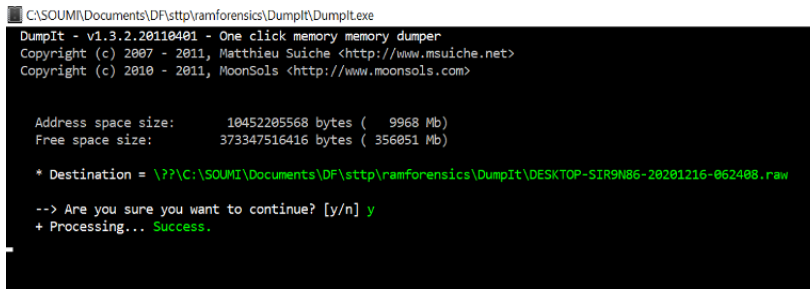 C:\SOUMI\Documents\DF\sttp\ramforensics\DumpIt\DumpIt.exe
DumpIt - v1.3.2.20110401 - One click memory memory dumper
Copyright (c) 2007 - 2011, Matthieu Suiche <http://www.msuiche.net>
Copyright (c) 2010 - 2011, MoonSols <http://www.moonsols.com>
Address space size: 10452205568 bytes ( 9968 Mb)
Free space size: 373347516416 bytes ( 356051 Mb)
* Destination = \??\C:\SOUMI\Documents\DF\sttp\ramforensics\DumpIt\DESKTOP-SIR9N86-20201216-062408.raw
--> Are you sure you want to continue? [y/n] y
+ Processing... Success.